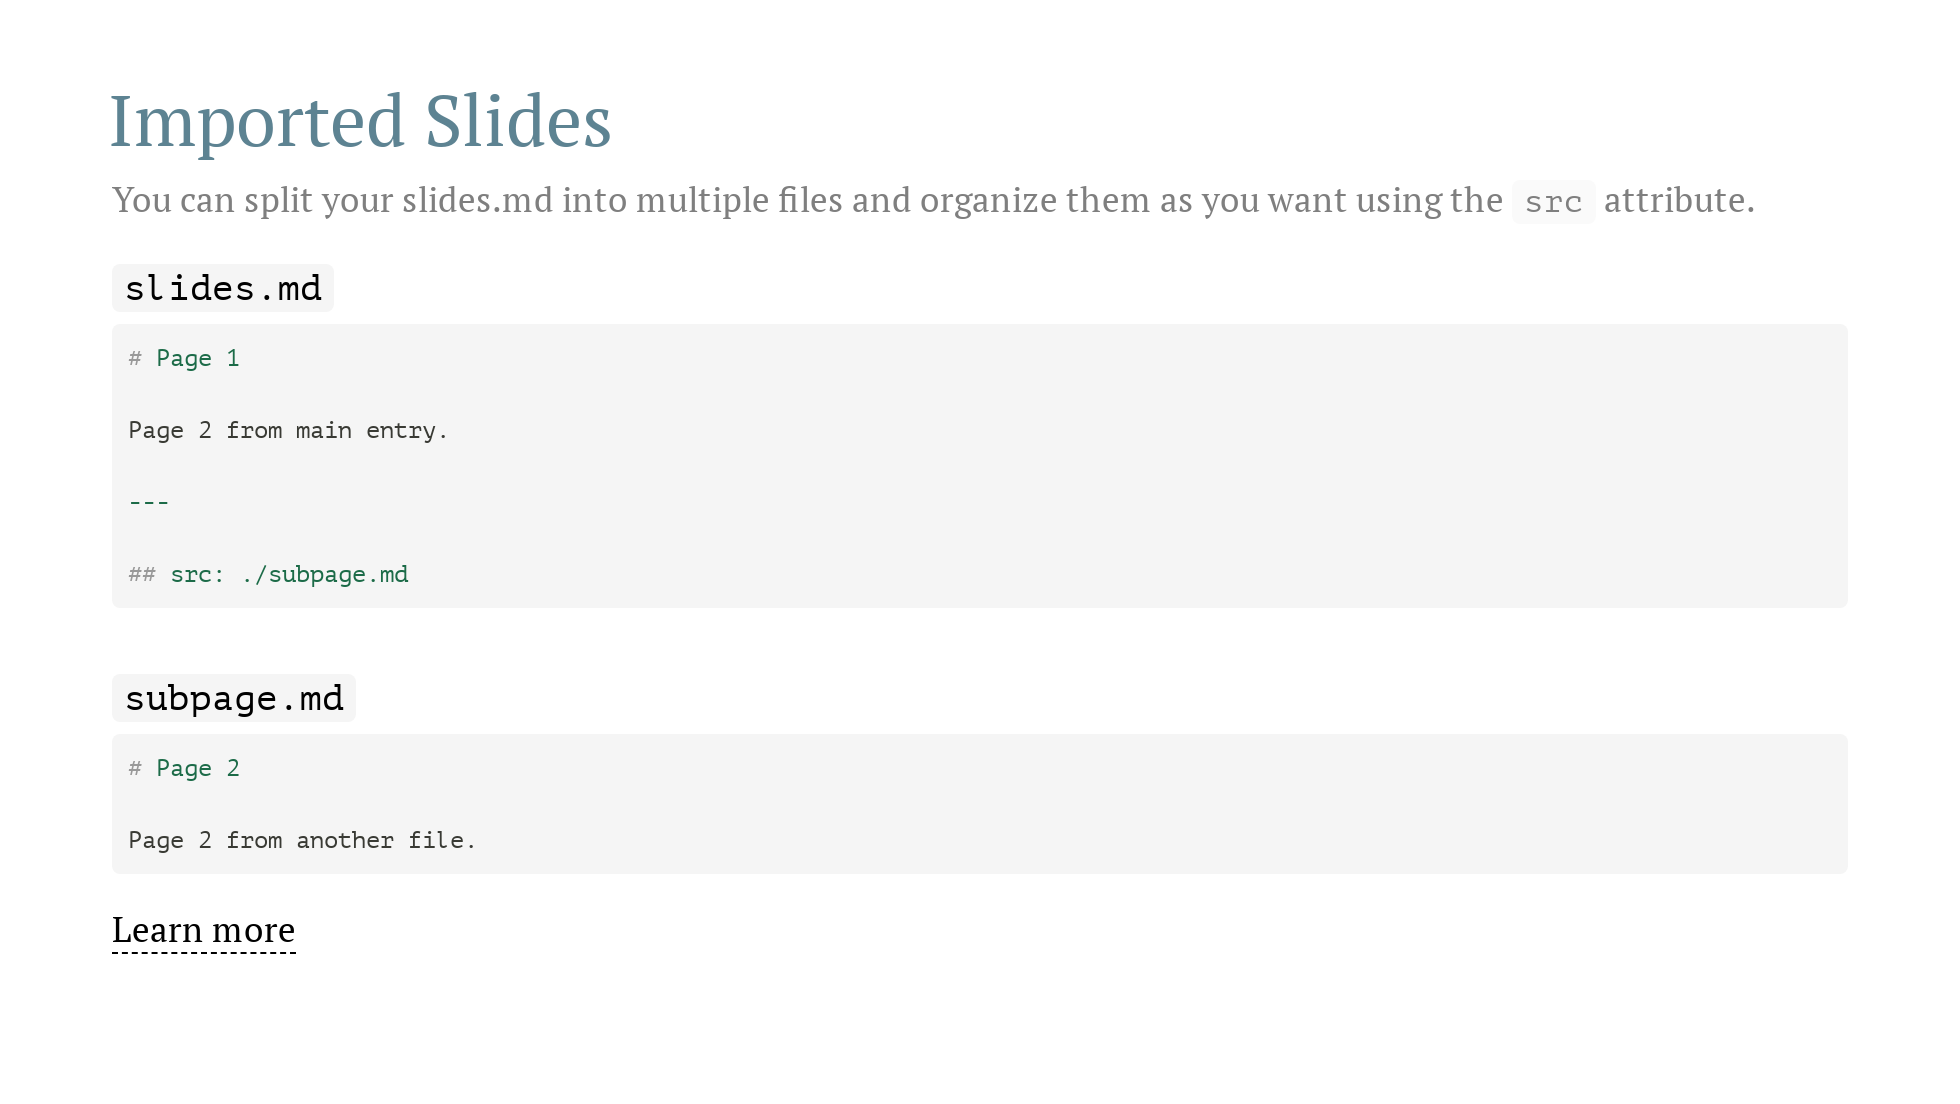 Imported Slides
You can split your slides.md into multiple files and organize them as you want using the src attribute.
slides.md
# Page 1
Page 2 from main entry.
---
## src: ./subpage.md
subpage.md
# Page 2
Page 2 from another file.
Learn more